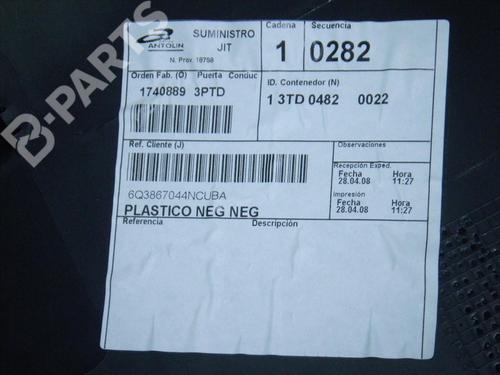 ANTOLIN
SUMINISTRO
JIT
N. Prov. 18758
Cadena
1
Secuencia
0282
Orden Fab. (O) Puerta Conduc
1740889 3PTD
ID. Contenedor (N)
1 3TD 0482 0022
Ref. Cliente (J)
6Q3867044NCUBA
PLASTICO NEG NEG
Observaciones
Recepción Exped.
Fecha Hora
28.04.08 11:27
Impresión
Fecha Hora
28.04.08 11:27
Referencia Descripción
B-PARTS